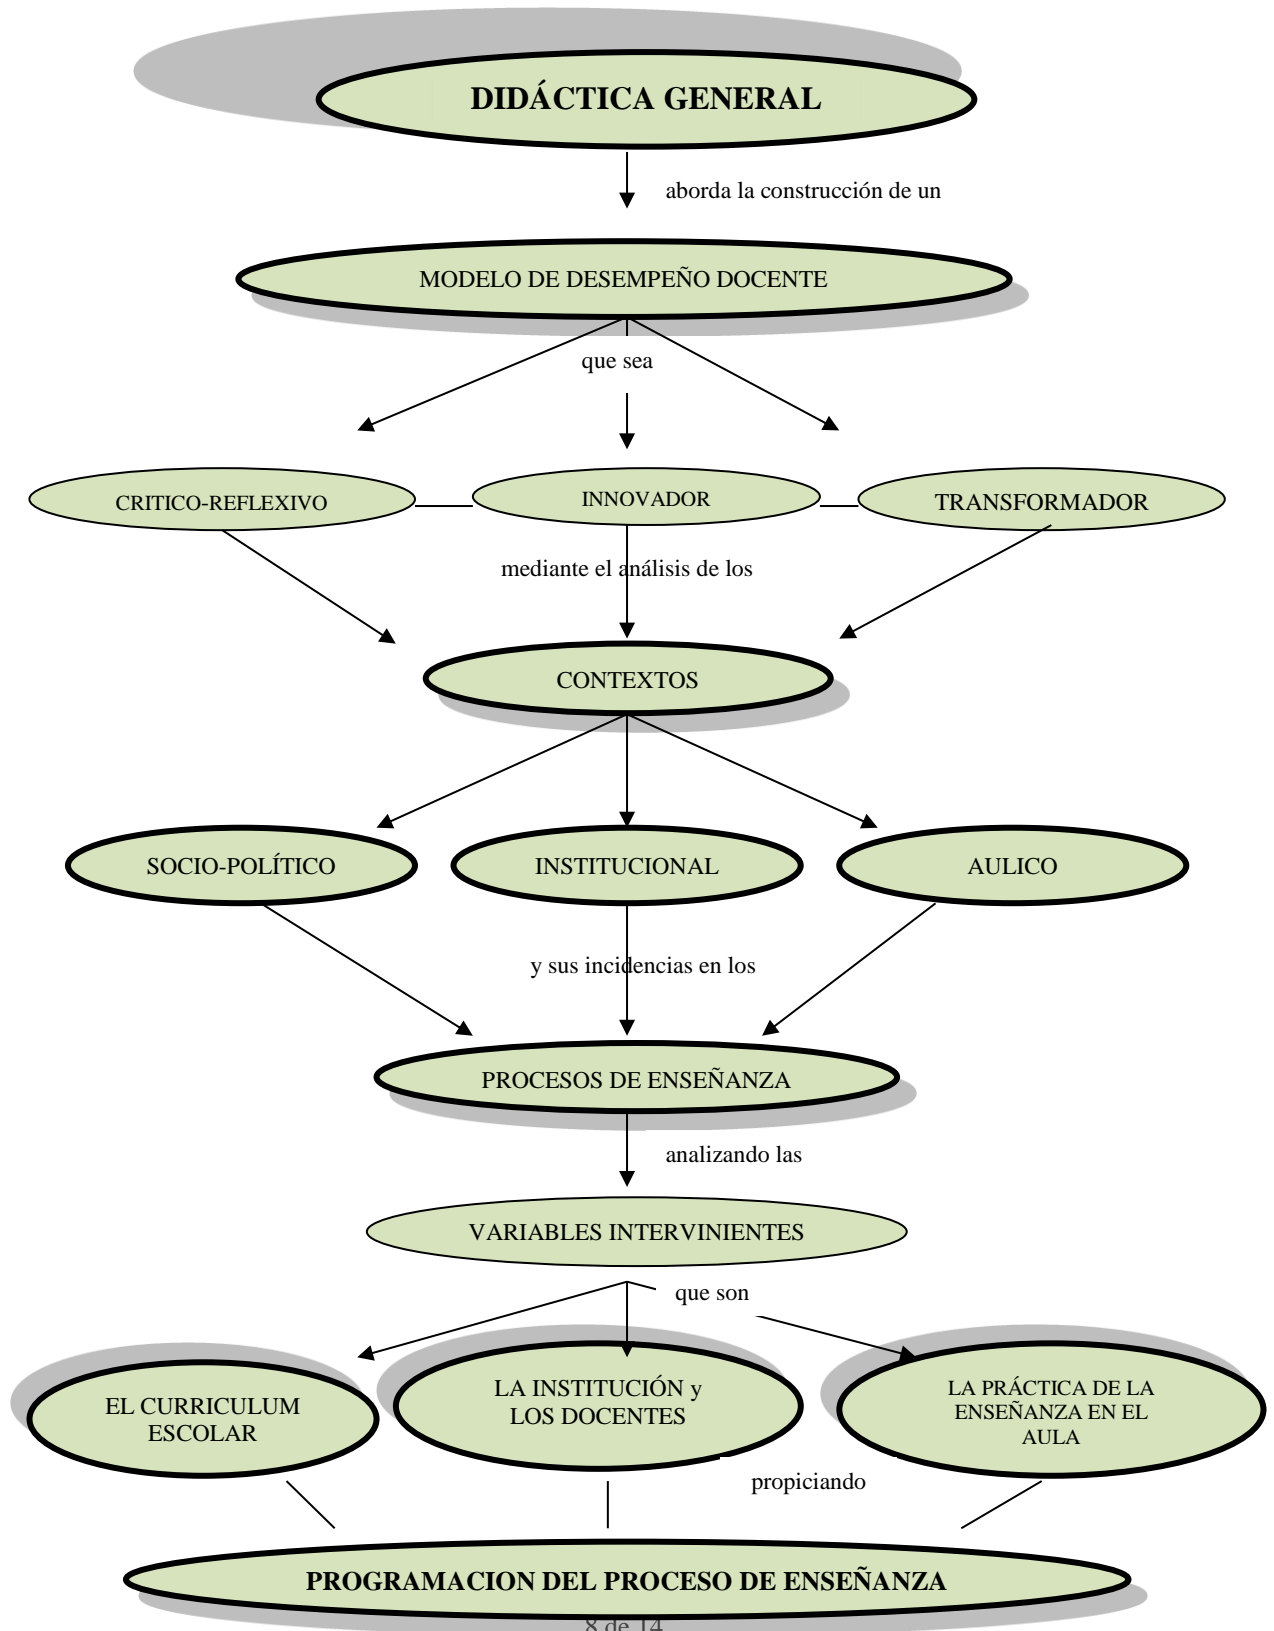 DIDÁCTICA GENERAL
aborda la construcción de un
MODELO DE DESEMPEÑO DOCENTE
que sea
CRITICO-REFLEXIVO
INNOVADOR
TRANSFORMADOR
mediante el análisis de los
CONTEXTOS
SOCIO-POLÍTICO
INSTITUCIONAL
AULICO
y sus incidencias en los
PROCESOS DE ENSEÑANZA
analizando las
VARIABLES INTERVINIENTES
que son
EL CURRICULUM
ESCOLAR
LA INSTITUCIÓN y
LOS DOCENTES
LA PRÁCTICA DE LA
ENSEÑANZA EN EL
AULA
propiciando
PROGRAMACION DEL PROCESO DE ENSEÑANZA
8 de 14